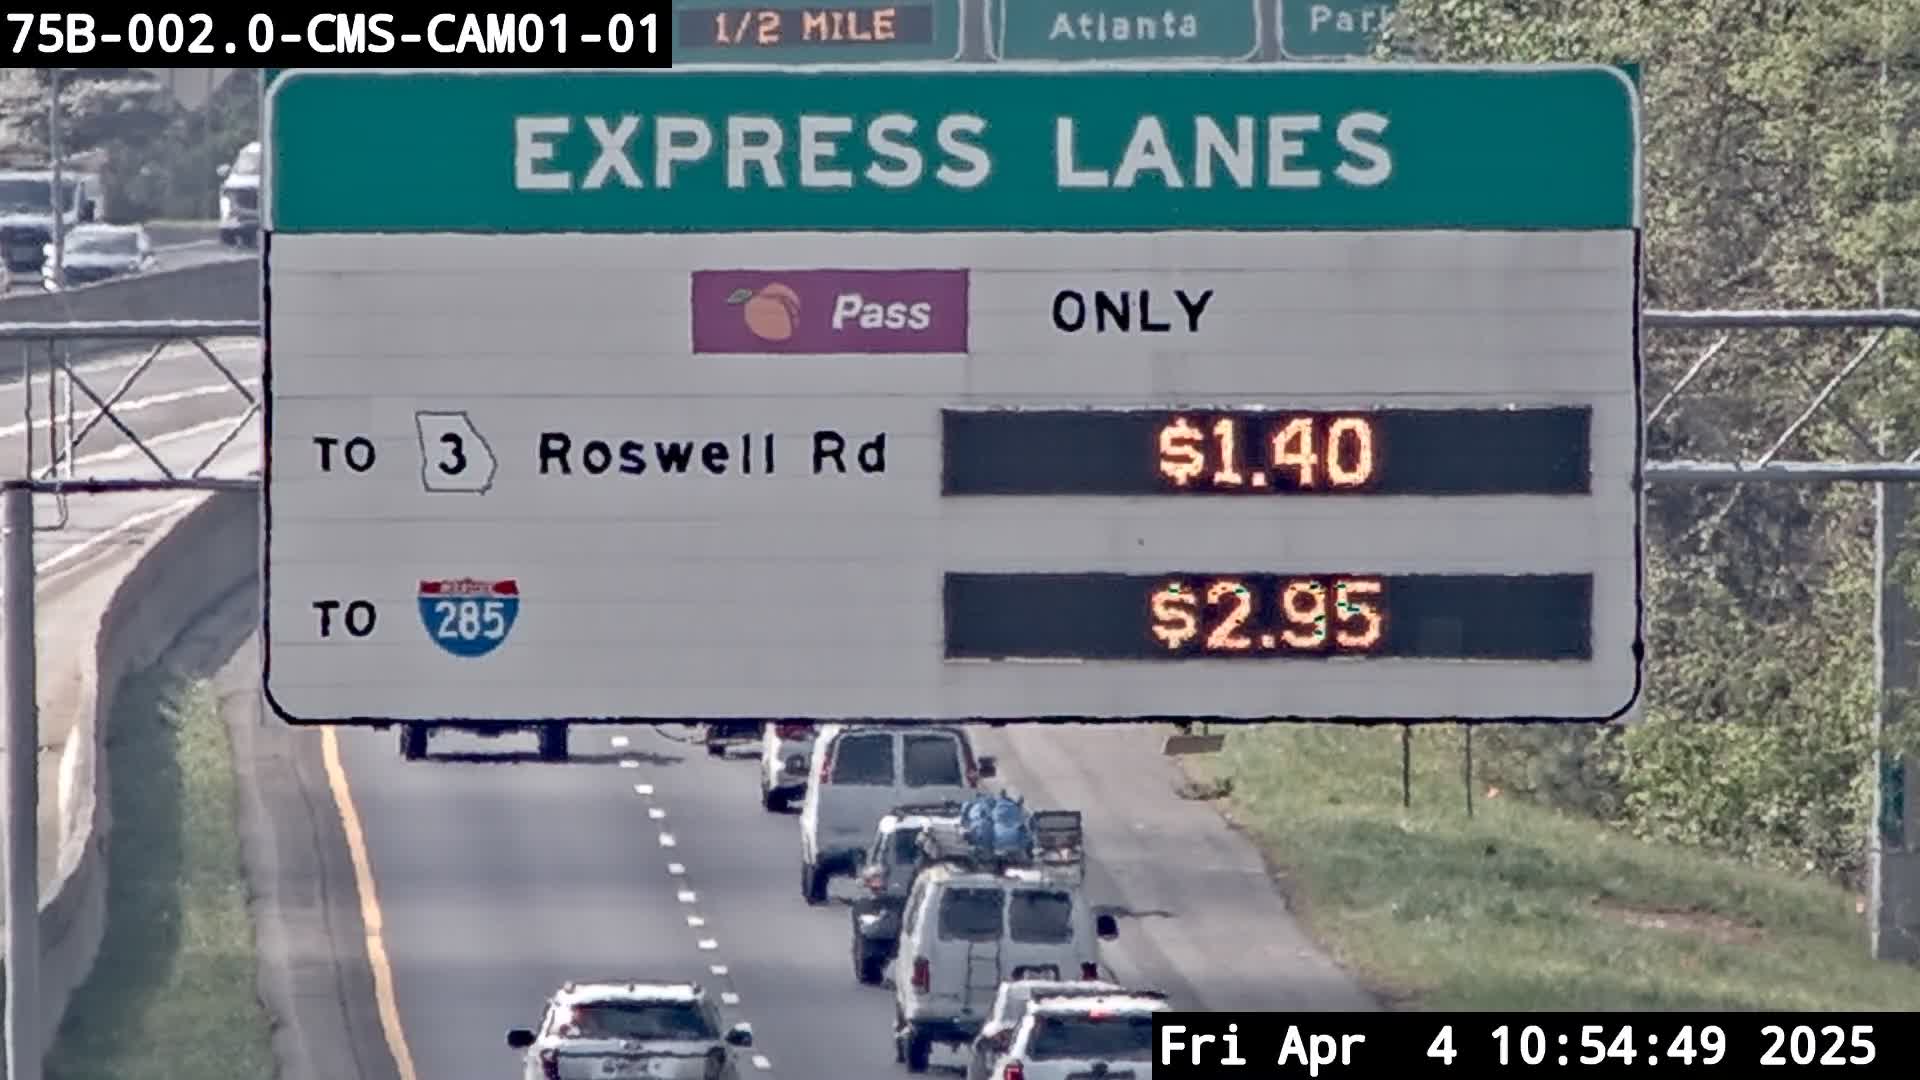 75B-002.0-CMS-CAM01-01
1/2 MILE
Atlanta
EXPRESS LANES
Pass ONLY
TO 3 Roswell Rd $1.40
TO 285 $2.95
Fri Apr 4 10:54:49 2025